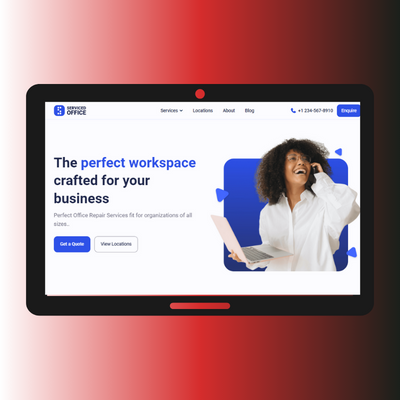 SERVICED
OFFICE
Services
Locations
About
Blog
+1 234-567-8910
Enquire
The perfect workspace
crafted for your
business
Perfect Office Repair Services fit for organizations of all
sizes..
Get a Quote
View Locations